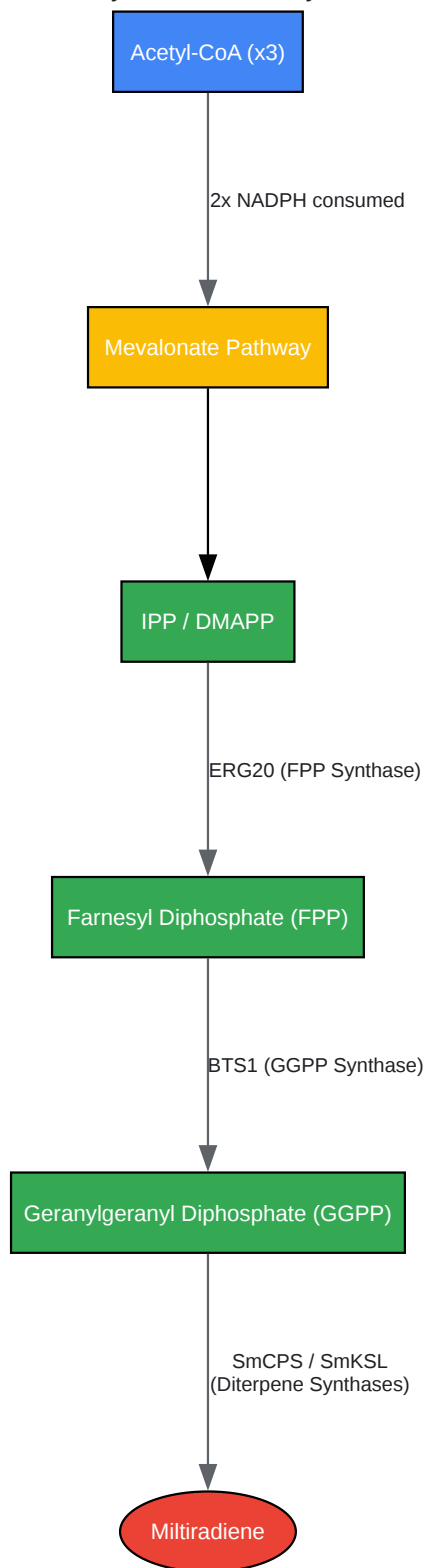 Acetyl-CoA (x3)
2x NADPH consumed
Mevalonate Pathway
IPP / DMAPP
ERG20 (FPP Synthase)
Farnesyl Diphosphate (FPP)
BTS1 (GGPP Synthase)
Geranylgeranyl Diphosphate (GGPP)
SmCPS / SmKSL
(Diterpene Synthases)
Miltiradiene